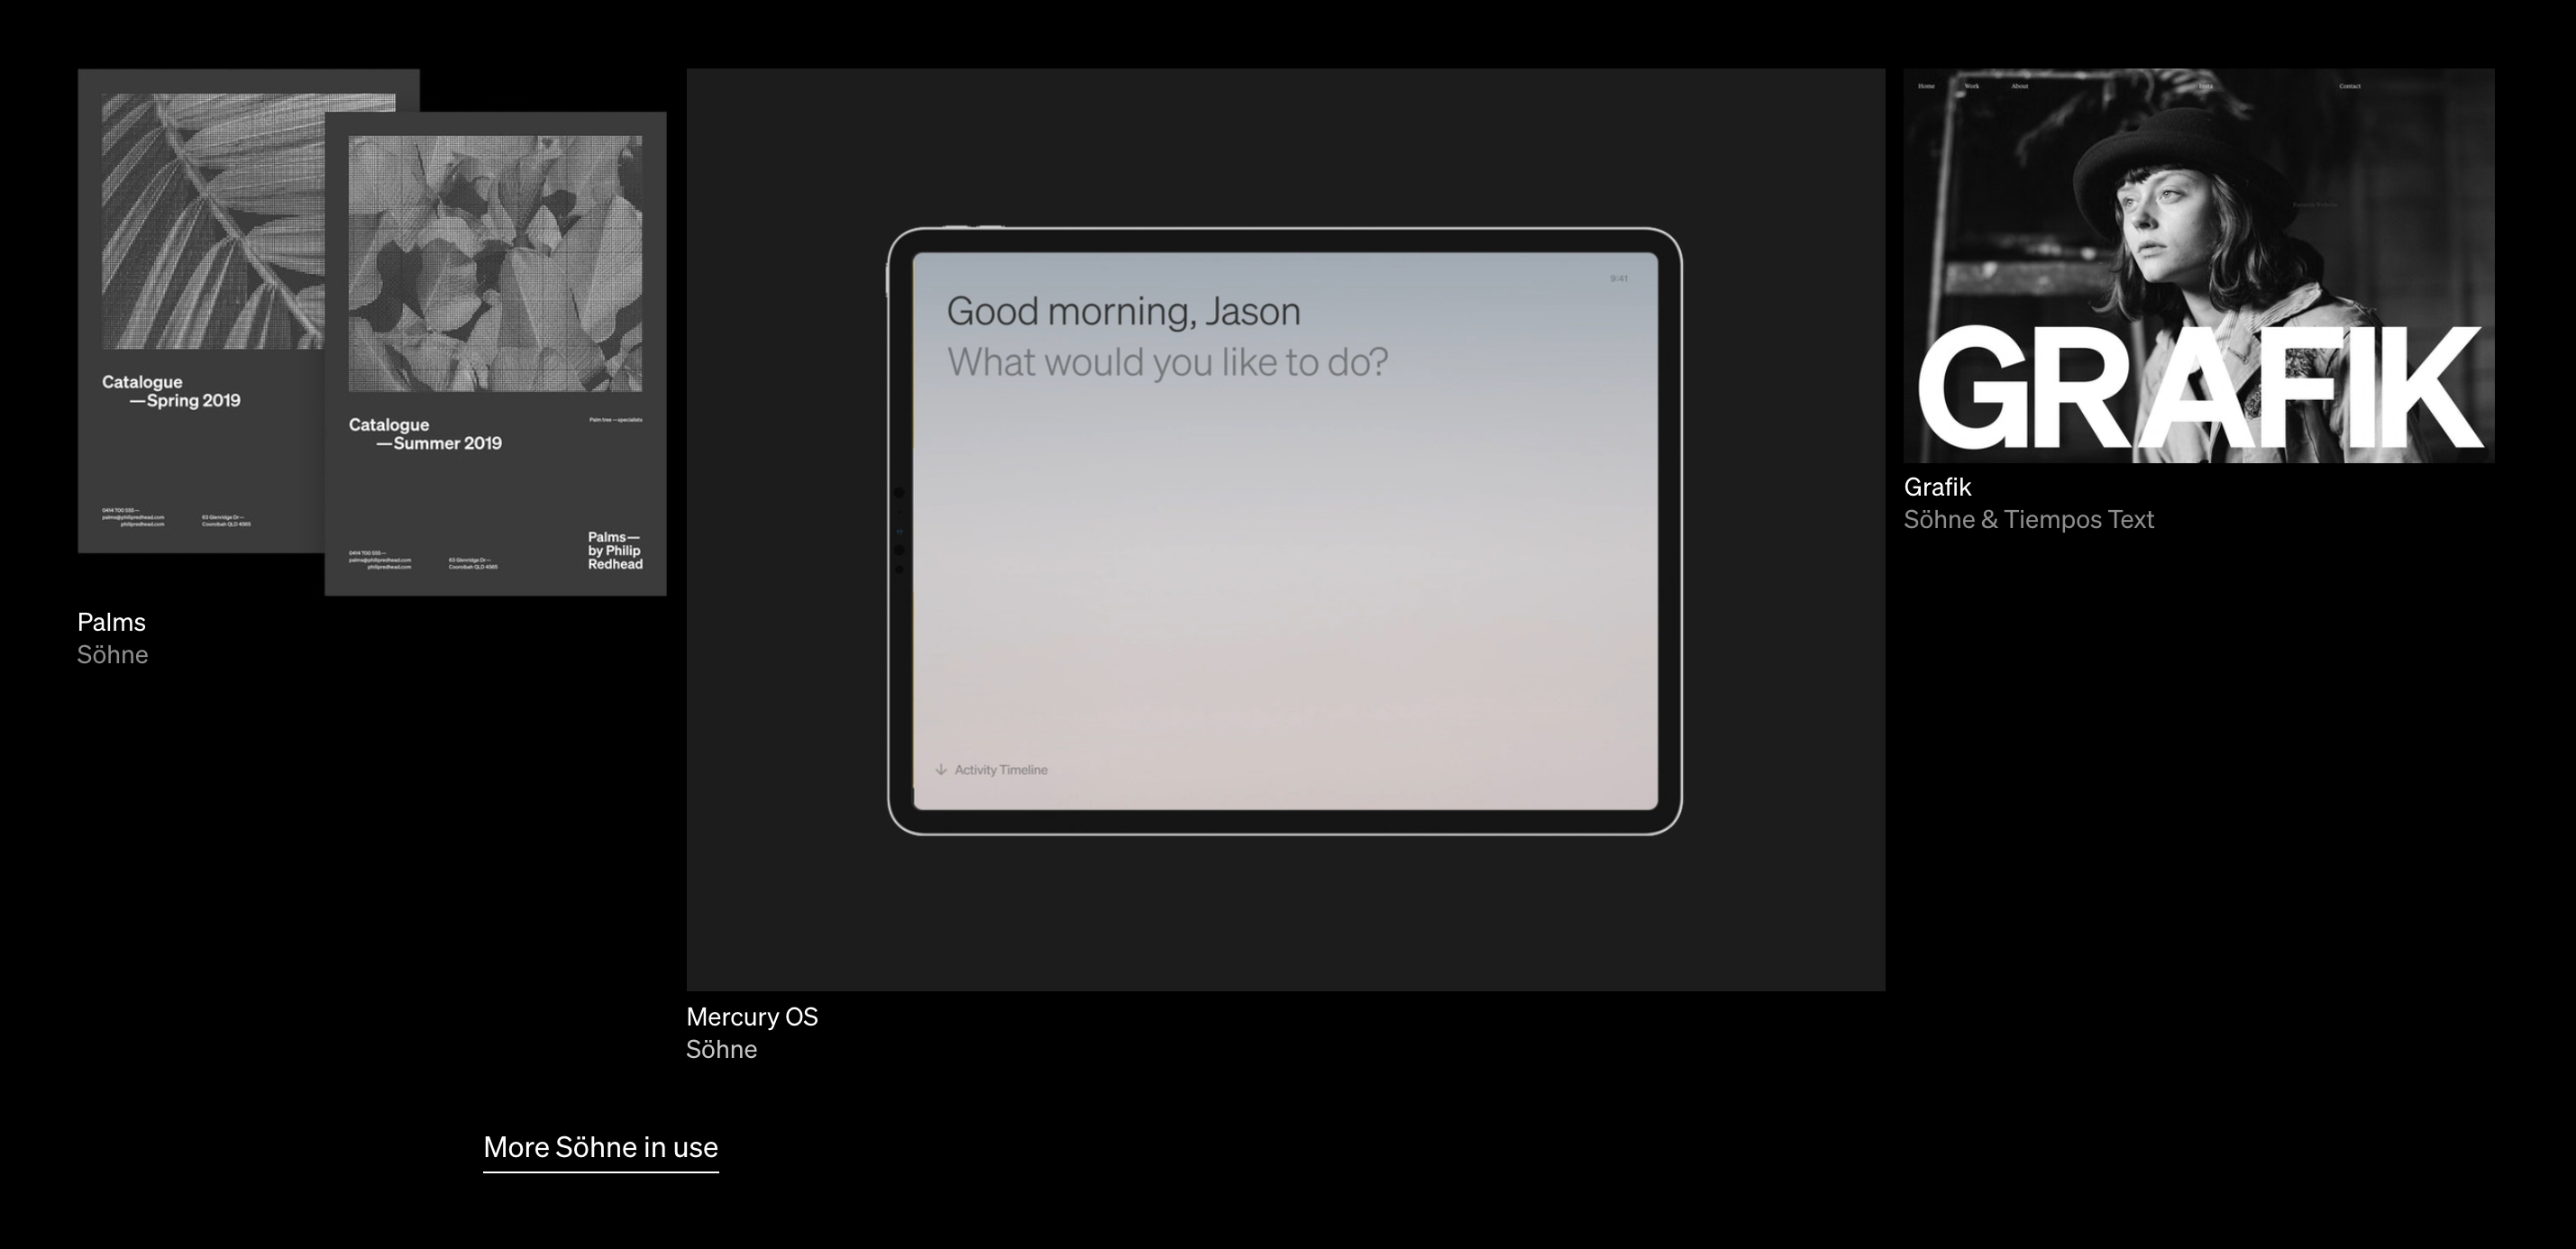 Catalogue
—Spring 2019
0414 700 555—
palms@philipredhead.com
philipredhead.com
63 Glenridge Dr—
Cooroibah QLD 4565
Catalogue
—Summer 2019
Palm tree—specialists
0414 700 555—
palms@philipredhead.com
philipredhead.com
63 Glenridge Dr—
Cooroibah QLD 4565
Palms—
by Philip
Redhead
Palms
Söhne
9:41
Good morning, Jason
What would you like to do?
Activity Timeline
Mercury OS
Söhne
Home
Work
About
Insta
Contact
GRAFIK
Grafik
Söhne & Tiempos Text
More Söhne in use